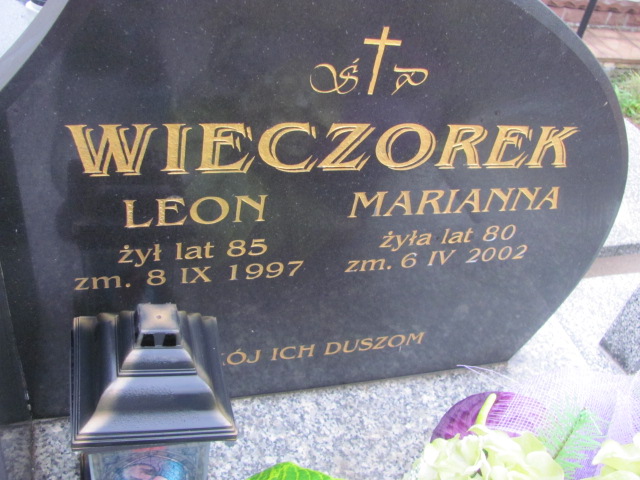 Ś. P
WIECZOREK
LEON MARIANNA
żył lat 85 żyła lat 80
zm. 8 IX 1997 zm. 6 IV 2002
ICH DUSZOM